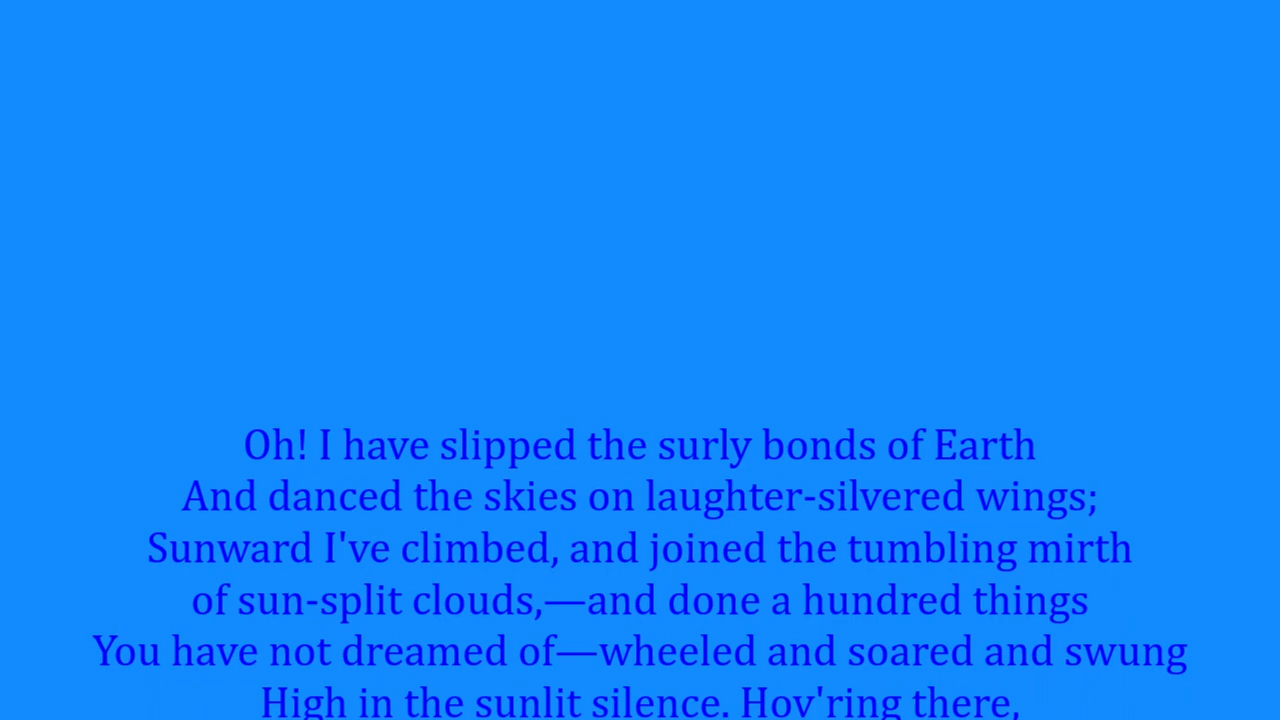 Oh! I have slipped the surly bonds of Earth
And danced the skies on laughter-silvered wings;
Sunward I've climbed, and joined the tumbling mirth
of sun-split clouds,—and done a hundred things
You have not dreamed of—wheeled and soared and swung
High in the sunlit silence. Hov'ring there,